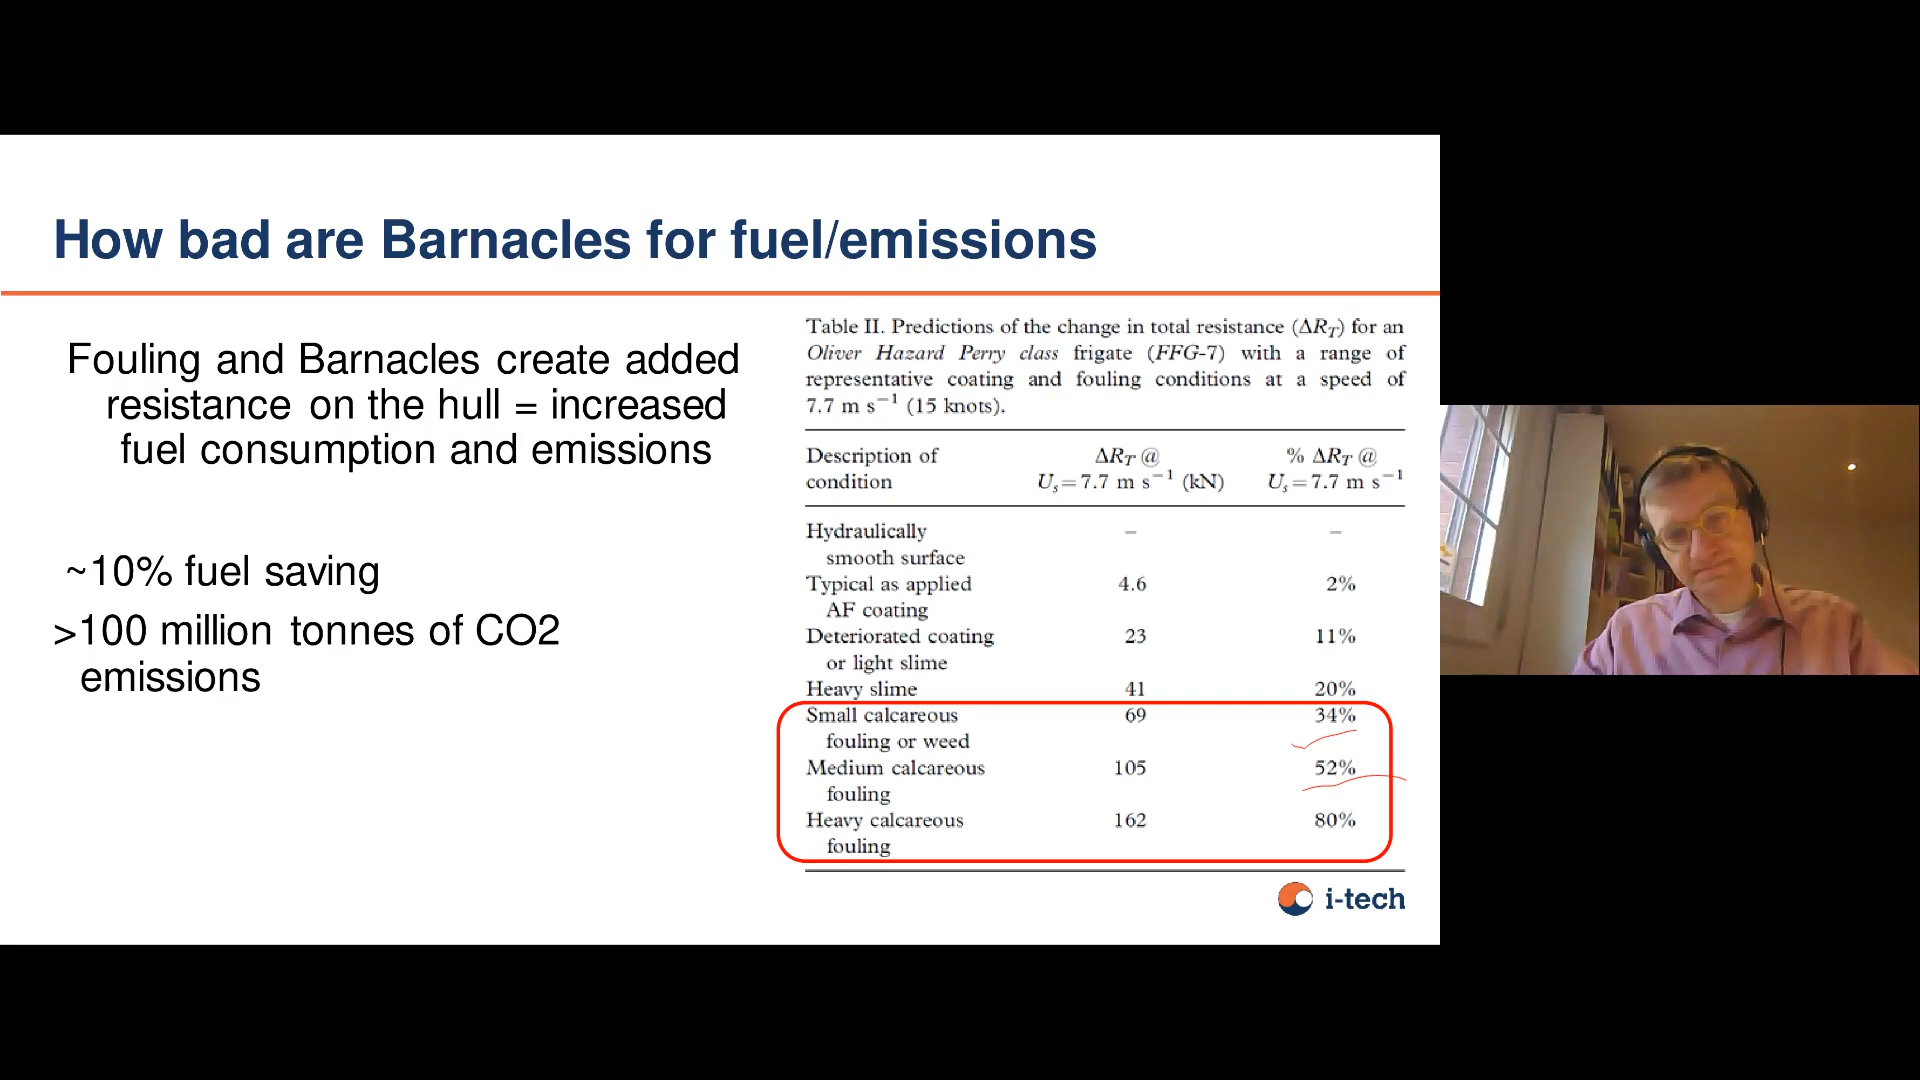 How bad are Barnacles for fuel/emissions
Fouling and Barnacles create added
resistance on the hull = increased
fuel consumption and emissions
~10% fuel saving
>100 million tonnes of CO2
emissions
Table II. Predictions of the change in total resistance (ΔR_T) for an
Oliver Hazard Perry class frigate (FFG-7) with a range of
representative coating and fouling conditions at a speed of
7.7 m s⁻¹ (15 knots).
Description of ΔR_T @ % ΔR_T @
condition U_s=7.7 m s⁻¹ (kN) U_s=7.7 m s⁻¹
Hydraulically – –
smooth surface
Typical as applied 4.6 2%
AF coating
Deteriorated coating 23 11%
or light slime
Heavy slime 41 20%
Small calcareous 69 34%
fouling or weed
Medium calcareous 105 52%
fouling
Heavy calcareous 162 80%
fouling
i-tech